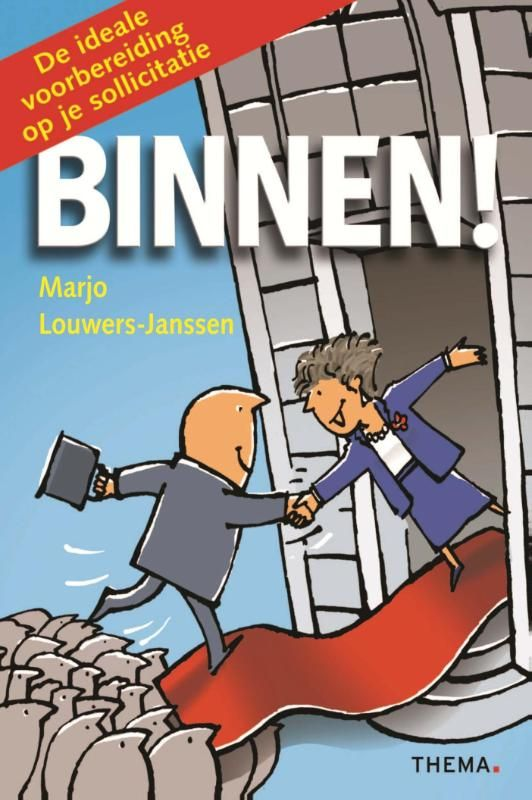 De ideale
voorbereiding
op je sollicitatie
BINNEN!
Marjo
Louwers-Janssen
THEMA.